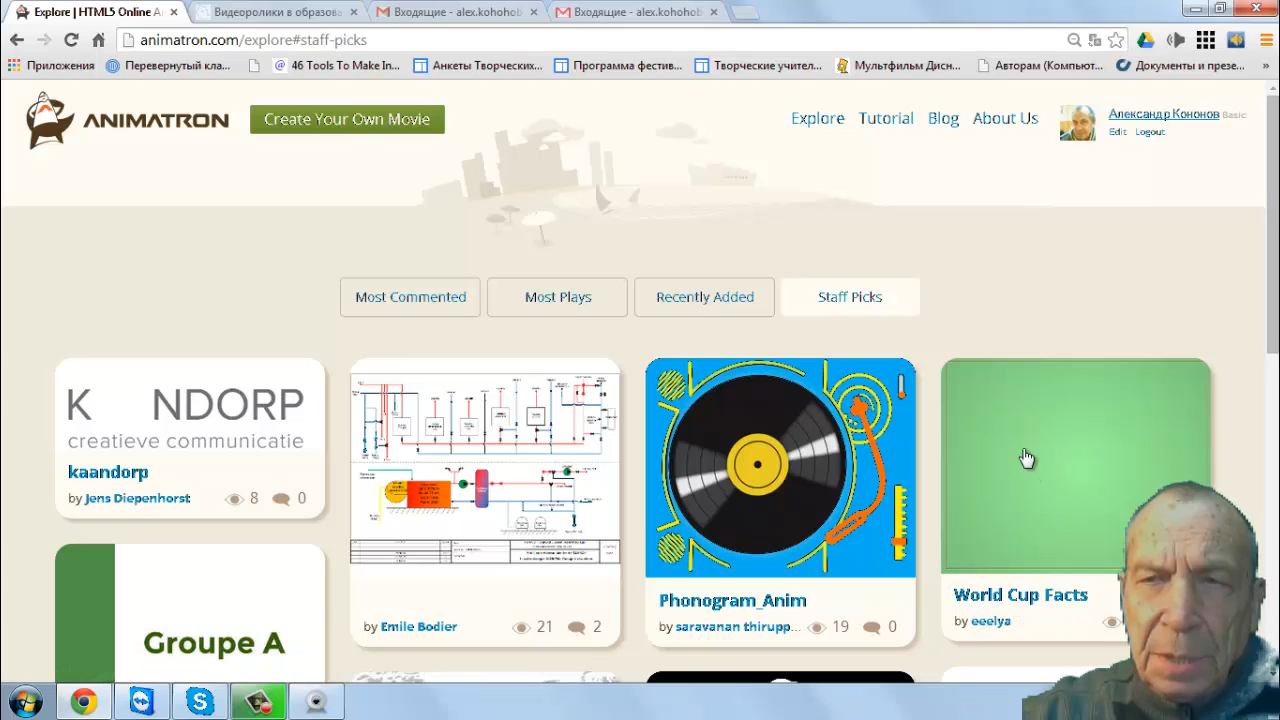 Explore | HTML5 Online A
Видеоролики в образова
Входящие - alex.kohohob
Входящие - alex.kohohob
animatron.com/explore#staff-picks
Приложения
Перевернутый кла...
46 Tools To Make In...
Анкеты Творческих...
Программа фестив...
Творческие учител...
Мультфильм Дисн...
Авторам (Компьют...
Документы и презе...
ANIMATRON
Create Your Own Movie
Explore
Tutorial
Blog
About Us
Александр Кононов Basic
Edit
Logout
Most Commented
Most Plays
Recently Added
Staff Picks
K NDORP
creatieve communicatie
kaandorp
by Jens Diepenhorst
8
0
Groupe A
by Emile Bodier
21
2
Phonogram_Anim
by saravanan thirupp...
19
0
World Cup Facts
by eeelya